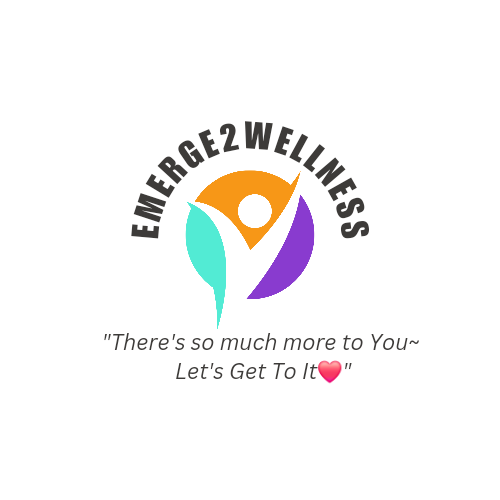 EMERGE2WELLNESS
"There's so much more to You~
Let's Get To It❤️"